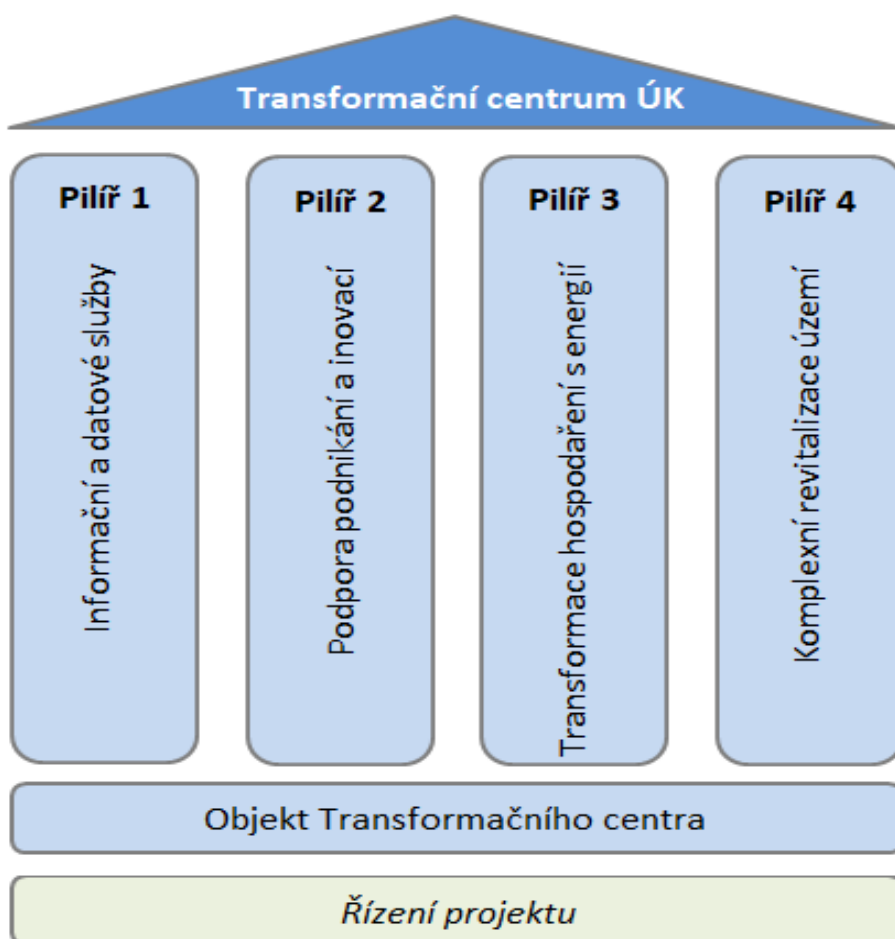 Transformační centrum ÚK
Pilíř 1
Informační a datové služby
Pilíř 2
Podpora podnikání a inovací
Pilíř 3
Transformace hospodaření s energií
Pilíř 4
Komplexní revitalizace území
Objekt Transformačního centra
Řízení projektu